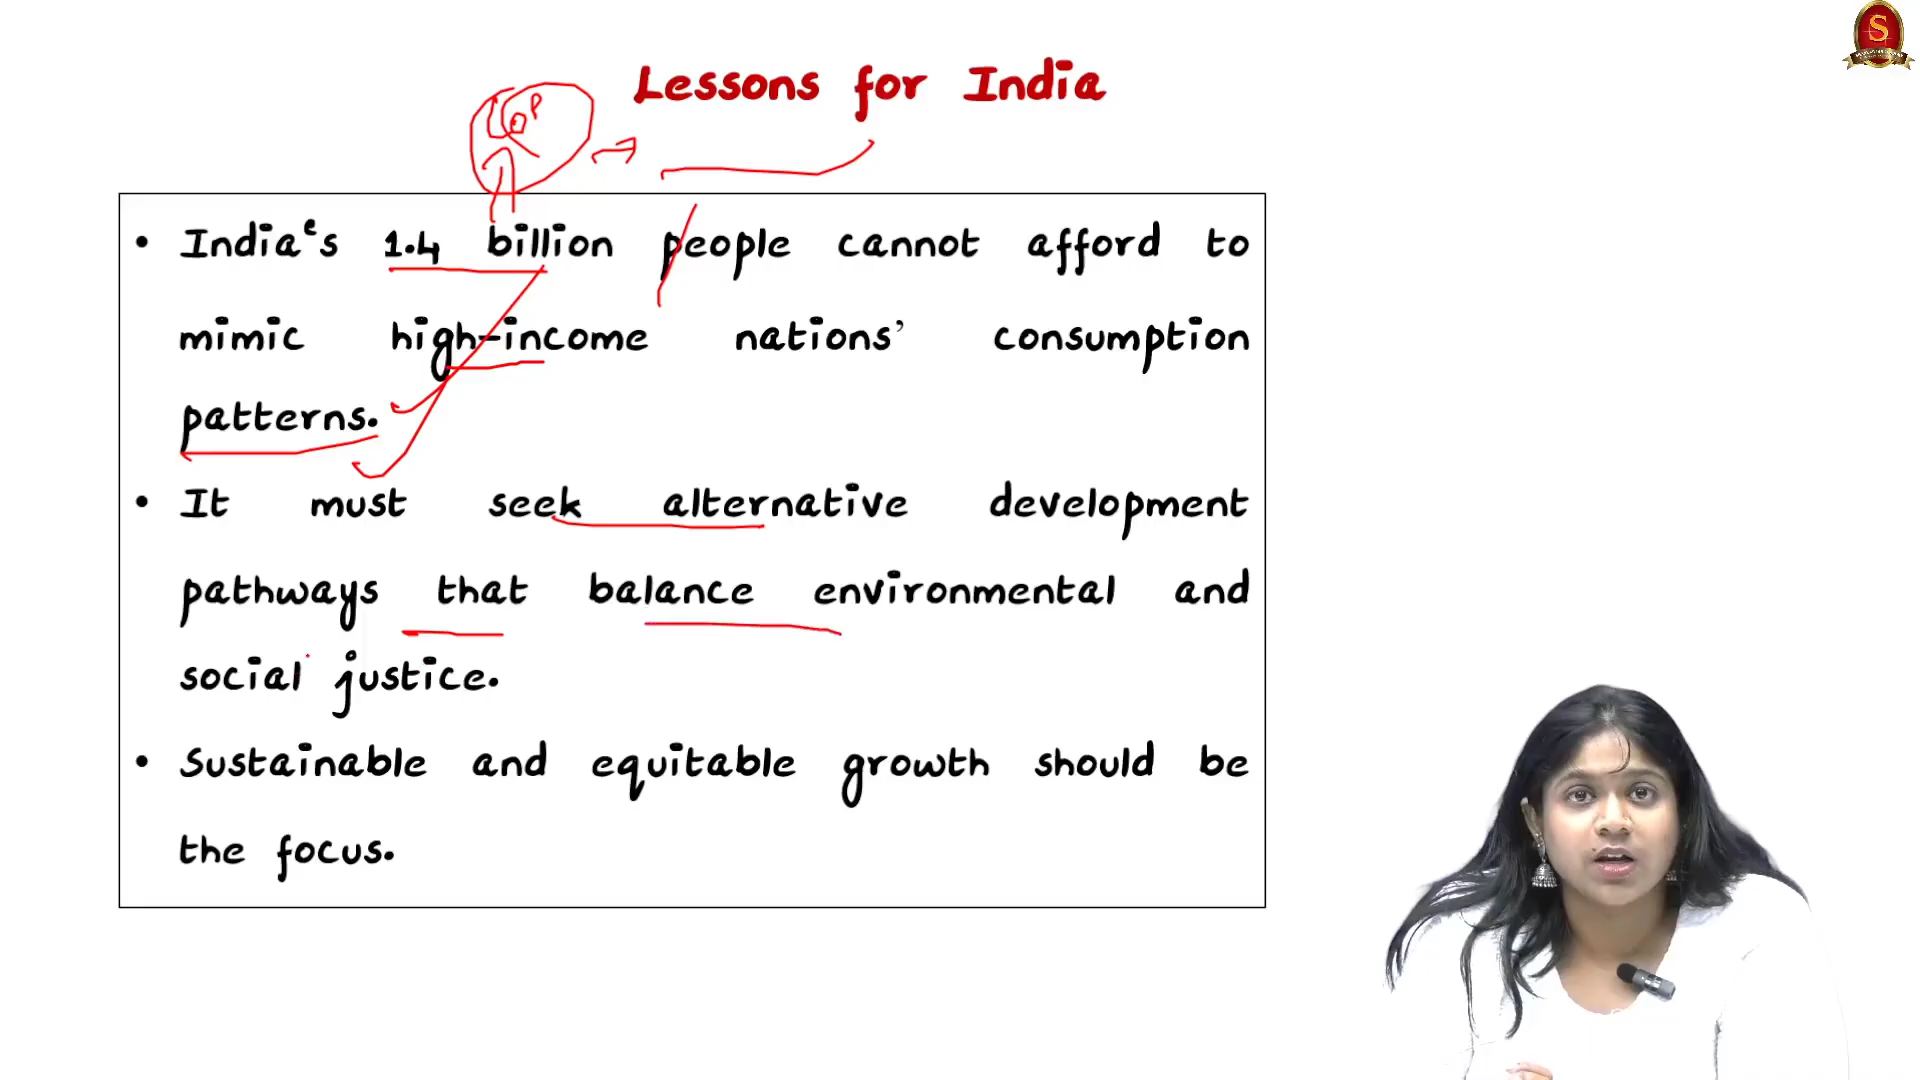 Lessons for India
• India's 1.4 billion people cannot afford to
mimic high-income nations' consumption
patterns.
• It must seek alternative development
pathways that balance environmental and
social justice.
• Sustainable and equitable growth should be
the focus.
S